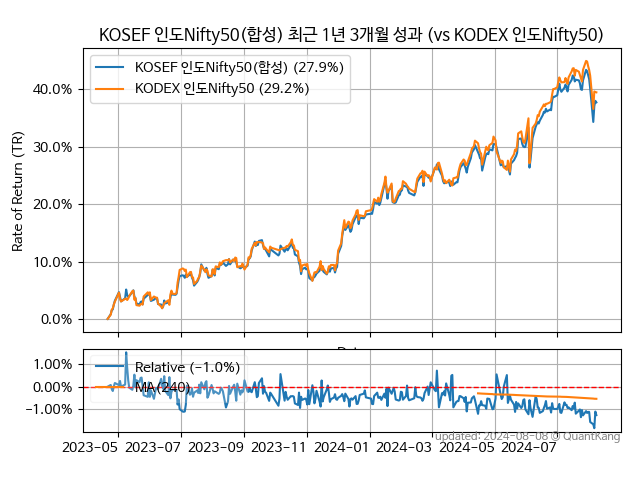 KOSEF 인도Nifty50(합성) 최근 1년 3개월 성과 (vs KODEX 인도Nifty50)
KOSEF 인도Nifty50(합성) (27.9%)
KODEX 인도Nifty50 (29.2%)
Rate of Return (TR)
40.0%
30.0%
20.0%
10.0%
0.0%
1.00%
0.00%
−1.00%
Relative (−1.0%)
MA(240)
2023-05 2023-07 2023-09 2023-11 2024-01 2024-03 2024-05 2024-07
updated: 2024-08-08 © QuantKang